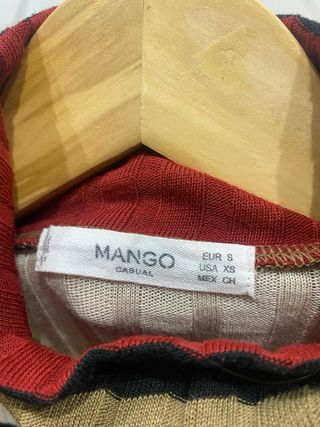 MANGO
CASUAL
EUR S
USA XS
MEX CH